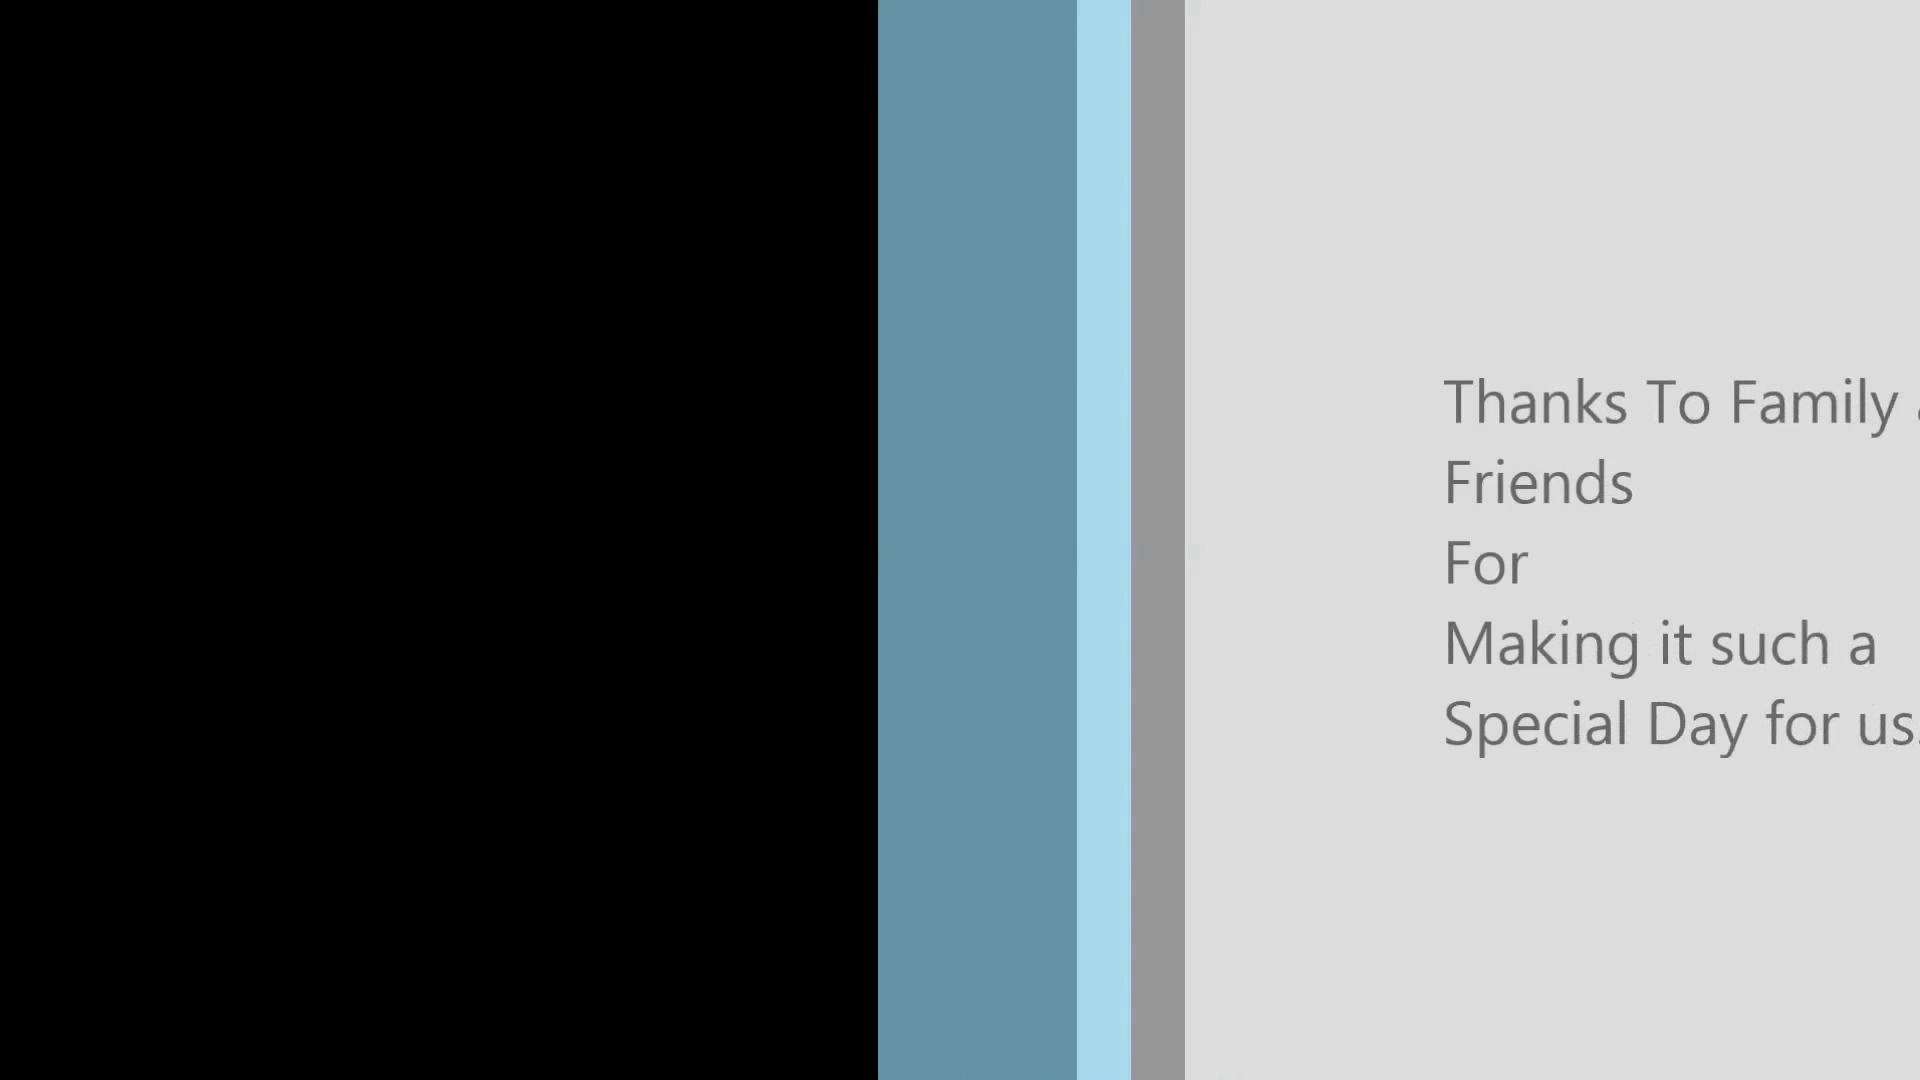 Thanks To Family
Friends
For
Making it such a
Special Day for us